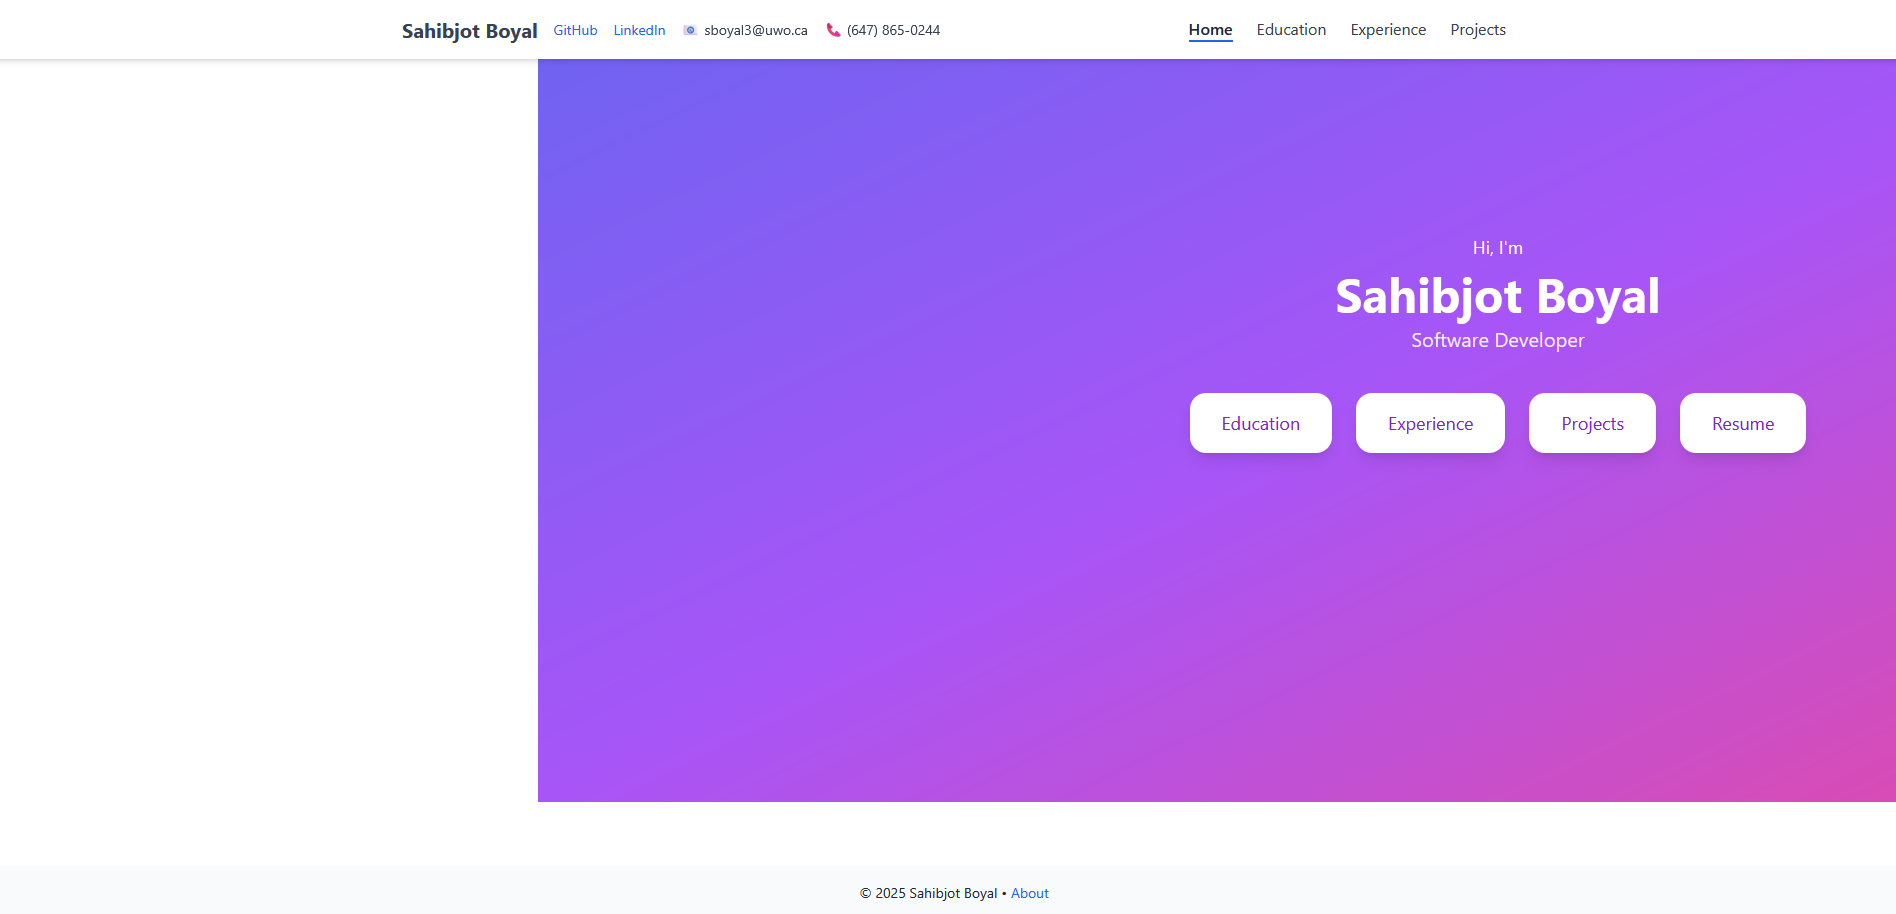 Sahibjot Boyal GitHub LinkedIn sboyal3@uwo.ca (647) 865-0244 Home Education Experience Projects
Hi, I'm
Sahibjot Boyal
Software Developer
Education Experience Projects Resume
© 2025 Sahibjot Boyal • About